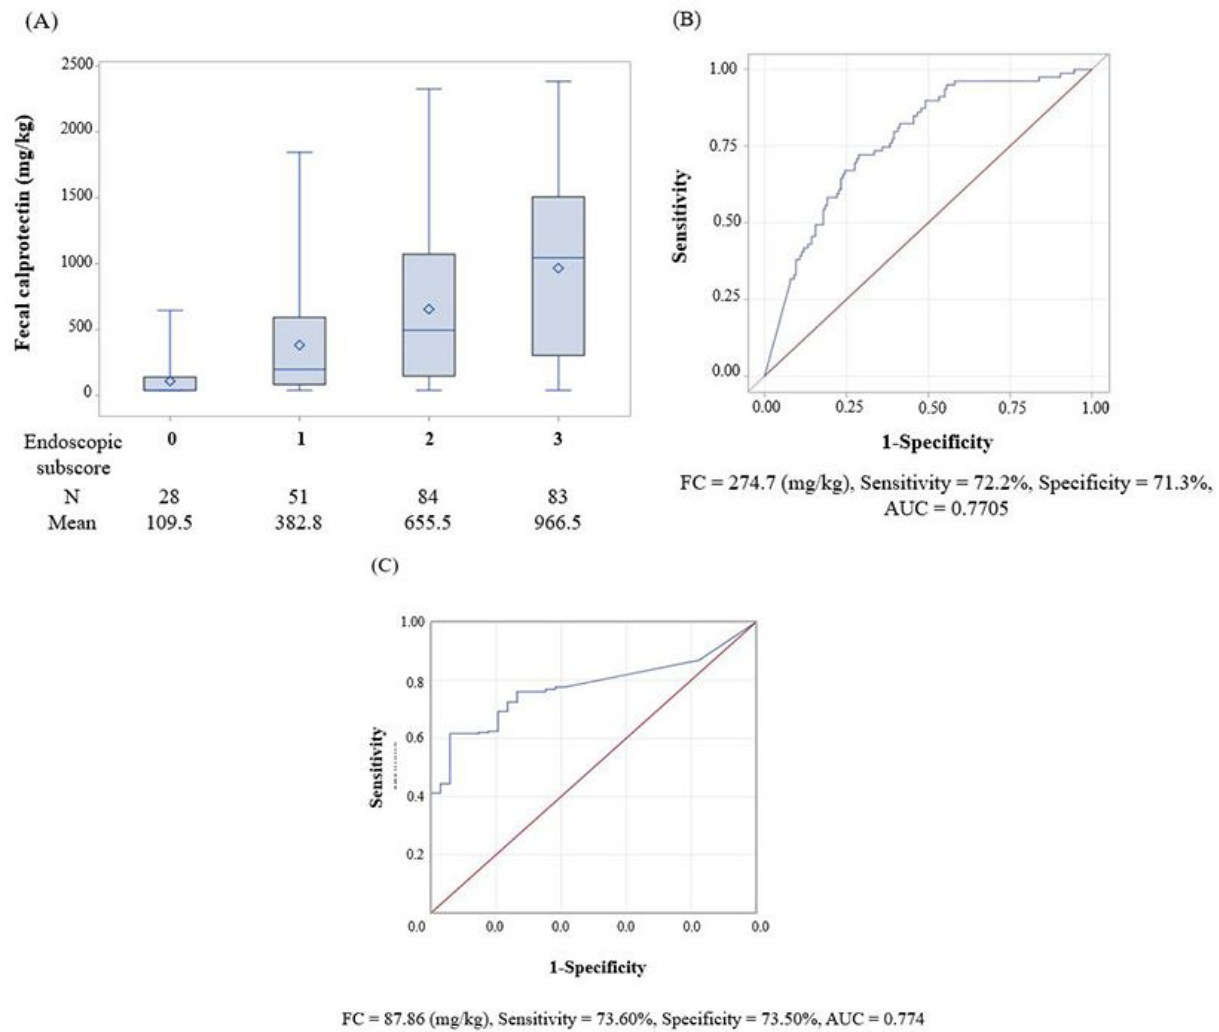 (A)
Fecal calprotectin (mg/kg)
2500
2000
1500
1000
500
0
Endoscopic subscore 0 1 2 3
N 28 51 84 83
Mean 109.5 382.8 655.5 966.5
(B)
Sensitivity
1.00
0.75
0.50
0.25
0.00
0.00 0.25 0.50 0.75 1.00
1-Specificity
FC = 274.7 (mg/kg), Sensitivity = 72.2%, Specificity = 71.3%,
AUC = 0.7705
(C)
Sensitivity
1.00
0.8
0.6
0.4
0.2
0.0 0.0 0.0 0.0 0.0 0.0
1-Specificity
FC = 87.86 (mg/kg), Sensitivity = 73.60%, Specificity = 73.50%, AUC = 0.774